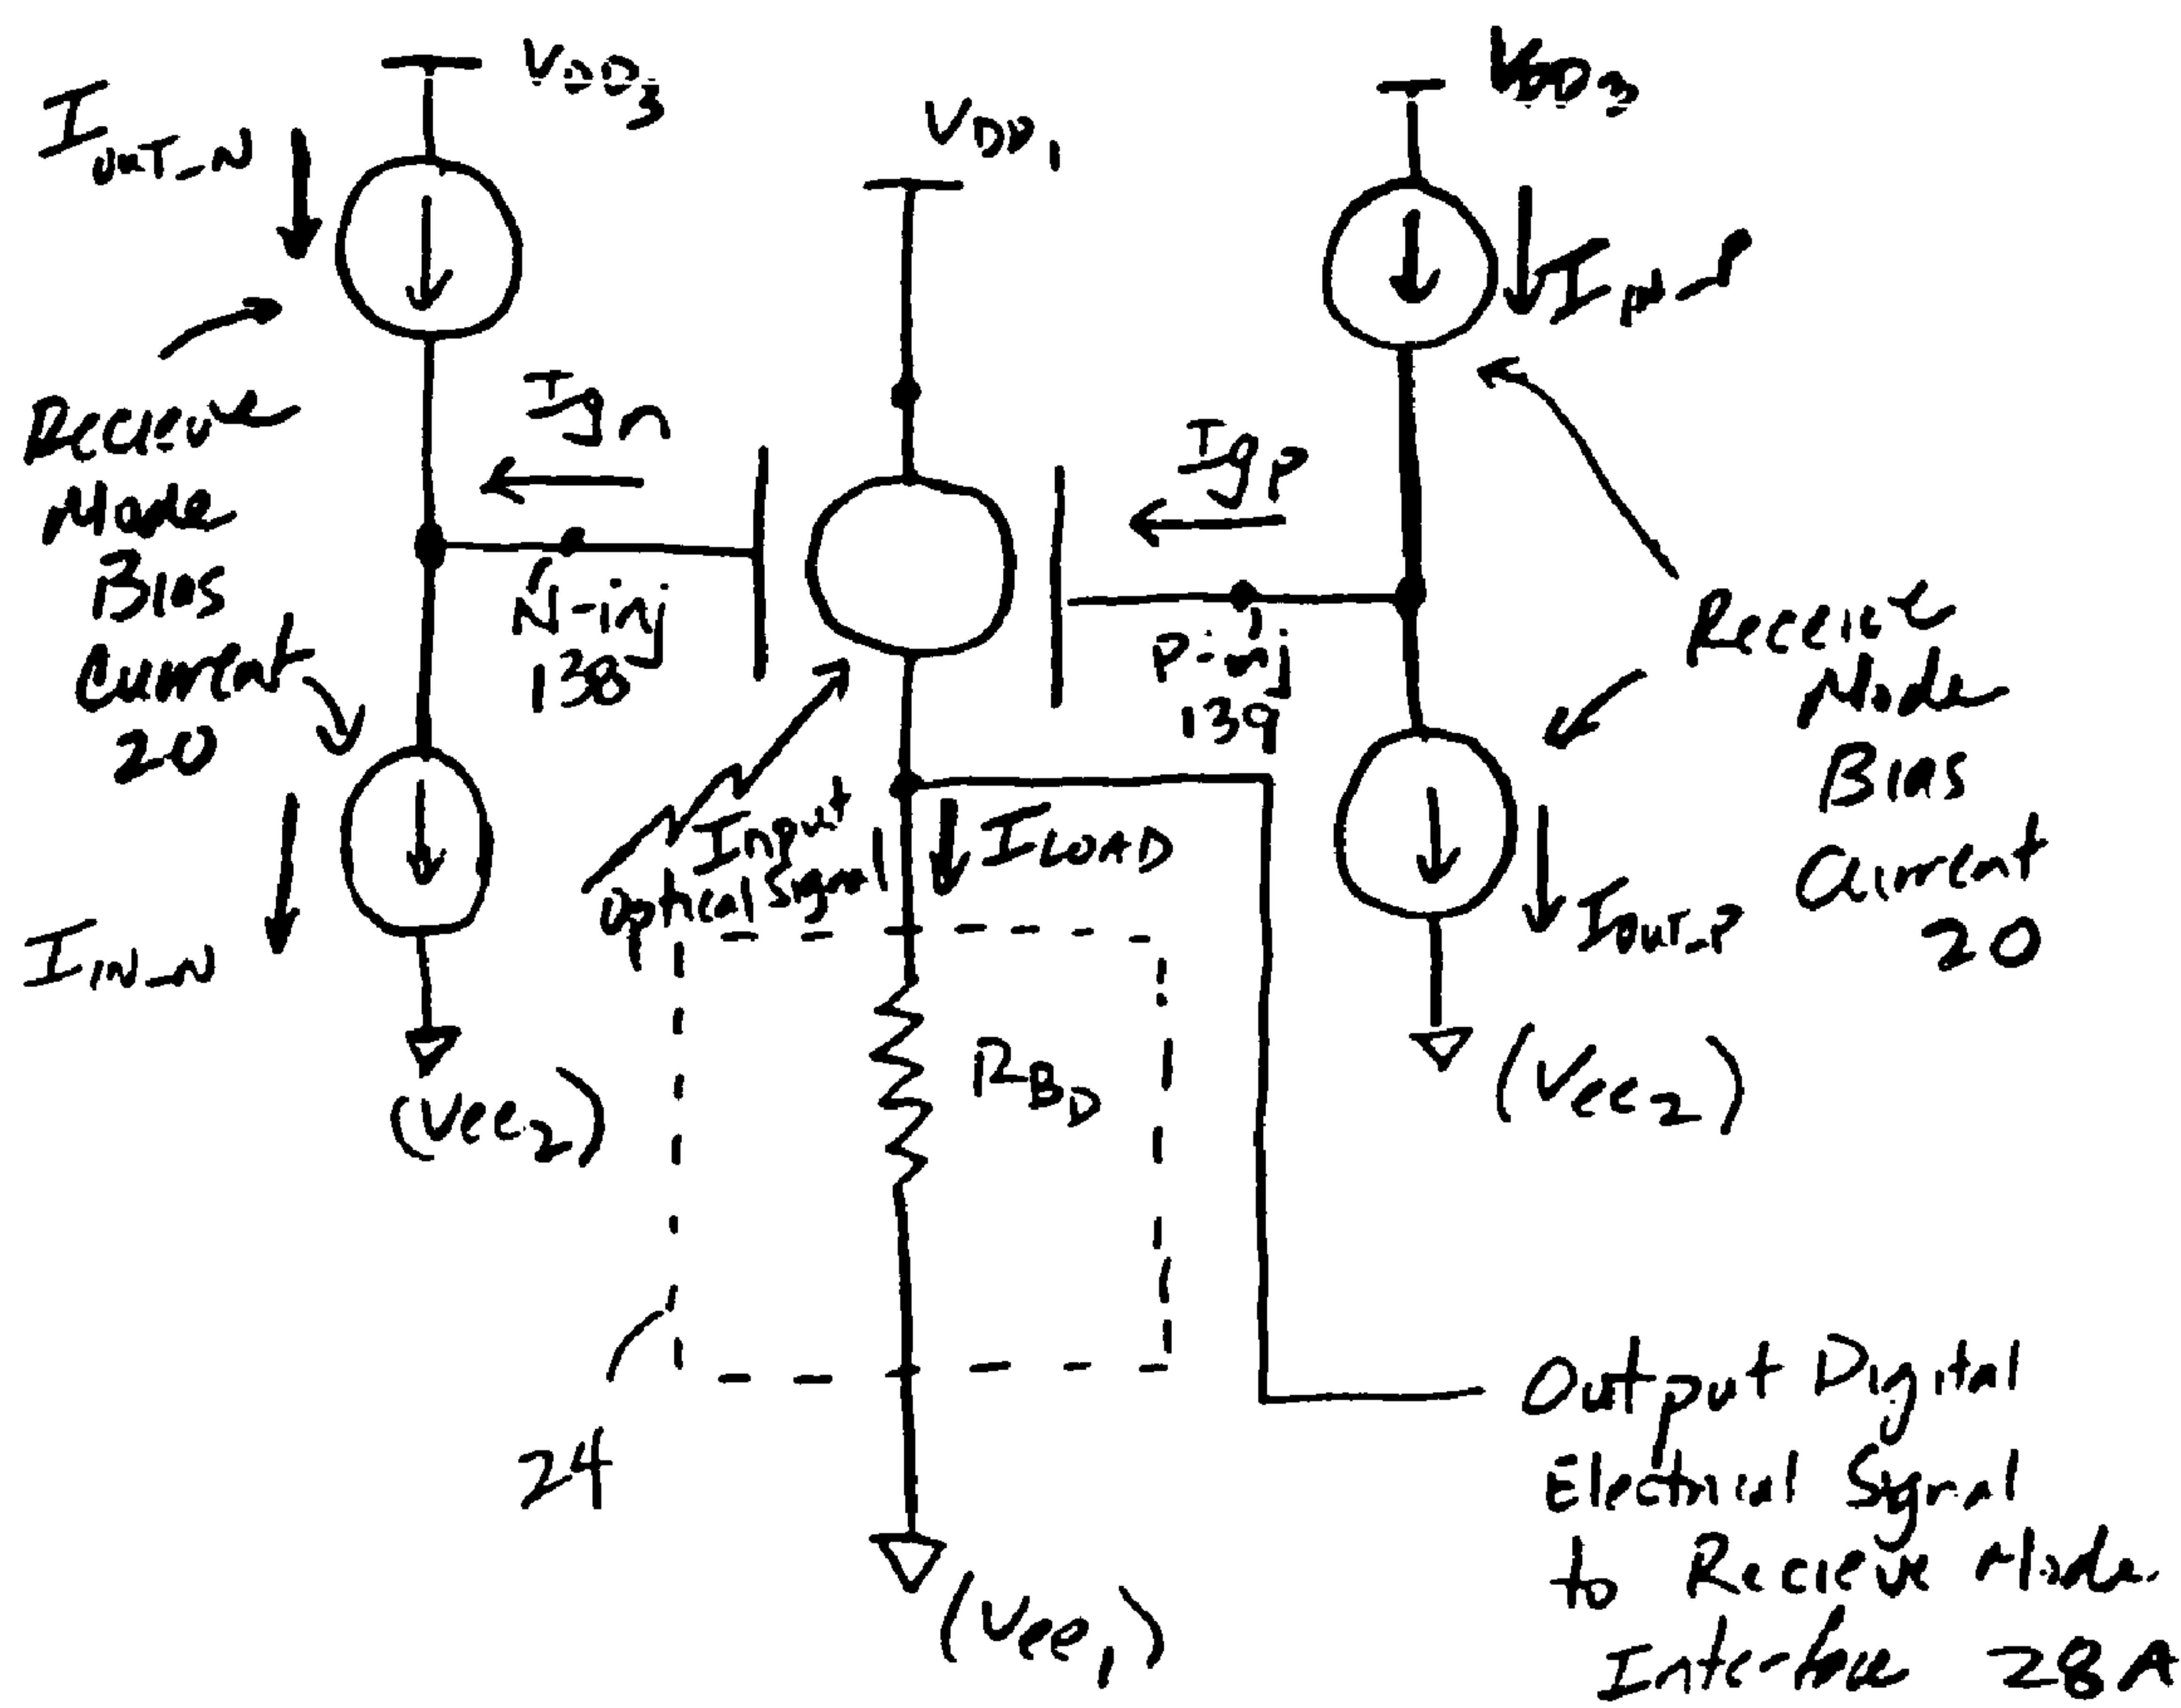 VDD3
IOUT_N
VDD1
VDD3
IIN_P
Ign
Igp
Recieve
Mode
Bias
Current
20
N-inj
138
P-inj
139
Receive
Mode
Bias
Current
20
Input
Optical Signal
ILOAD
IIN_N
IOUT_P
(Vee2)
RBD
(Vee2)
24
Output Digital
Electrical Signal
to Recieve Mode
Interface 28A
(Vee1)